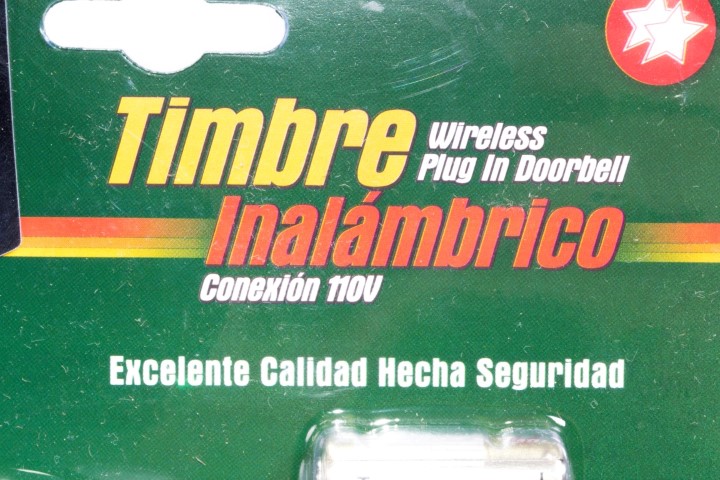 Timbre
Wireless
Plug In Doorbell
Inalámbrico
Conexión 110V
Excelente Calidad Hecha Seguridad